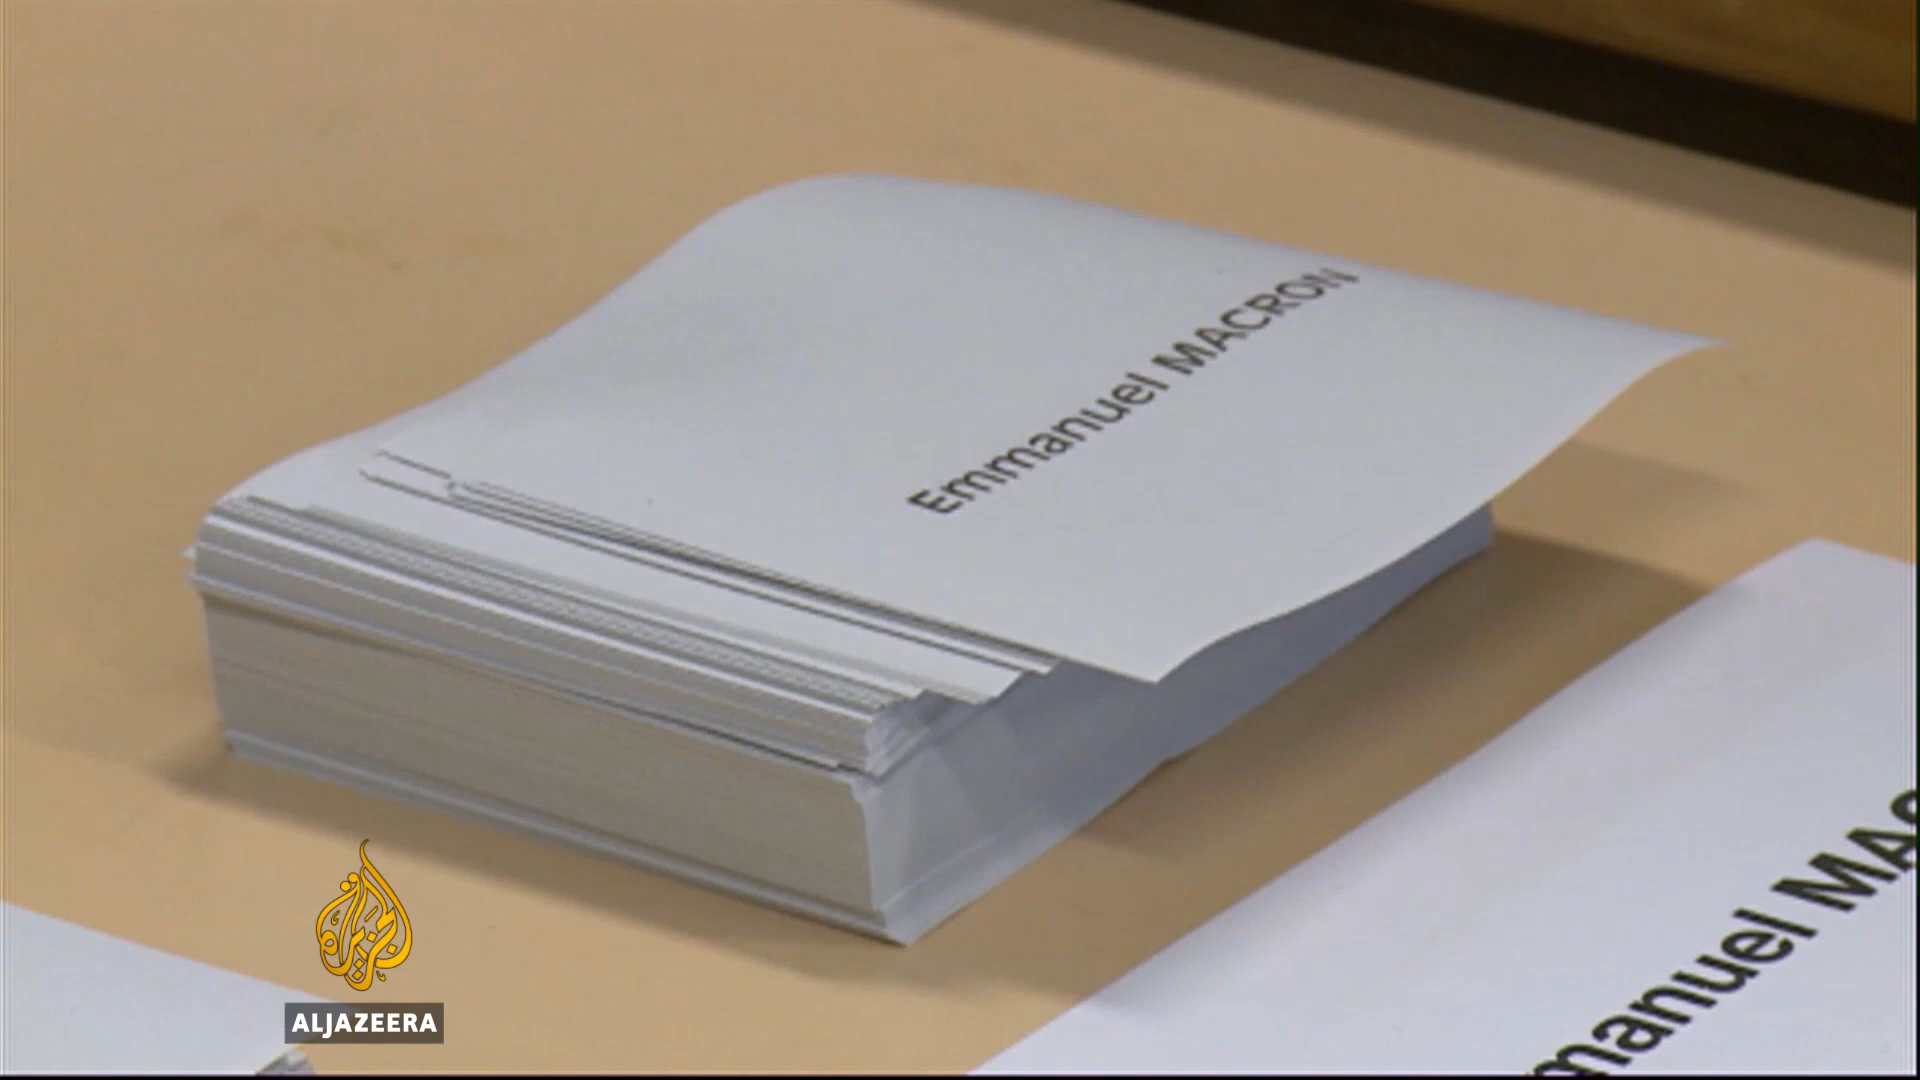 Emmanuel MACRON
manuel MAC
الجزيرة
ALJAZEERA